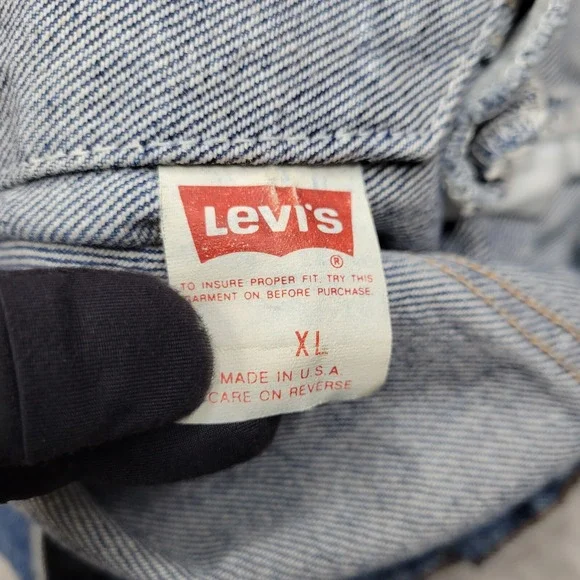 Levi's
®
TO INSURE PROPER FIT, TRY THIS
GARMENT ON BEFORE PURCHASE.
XL
MADE IN U.S.A
CARE ON REVERSE